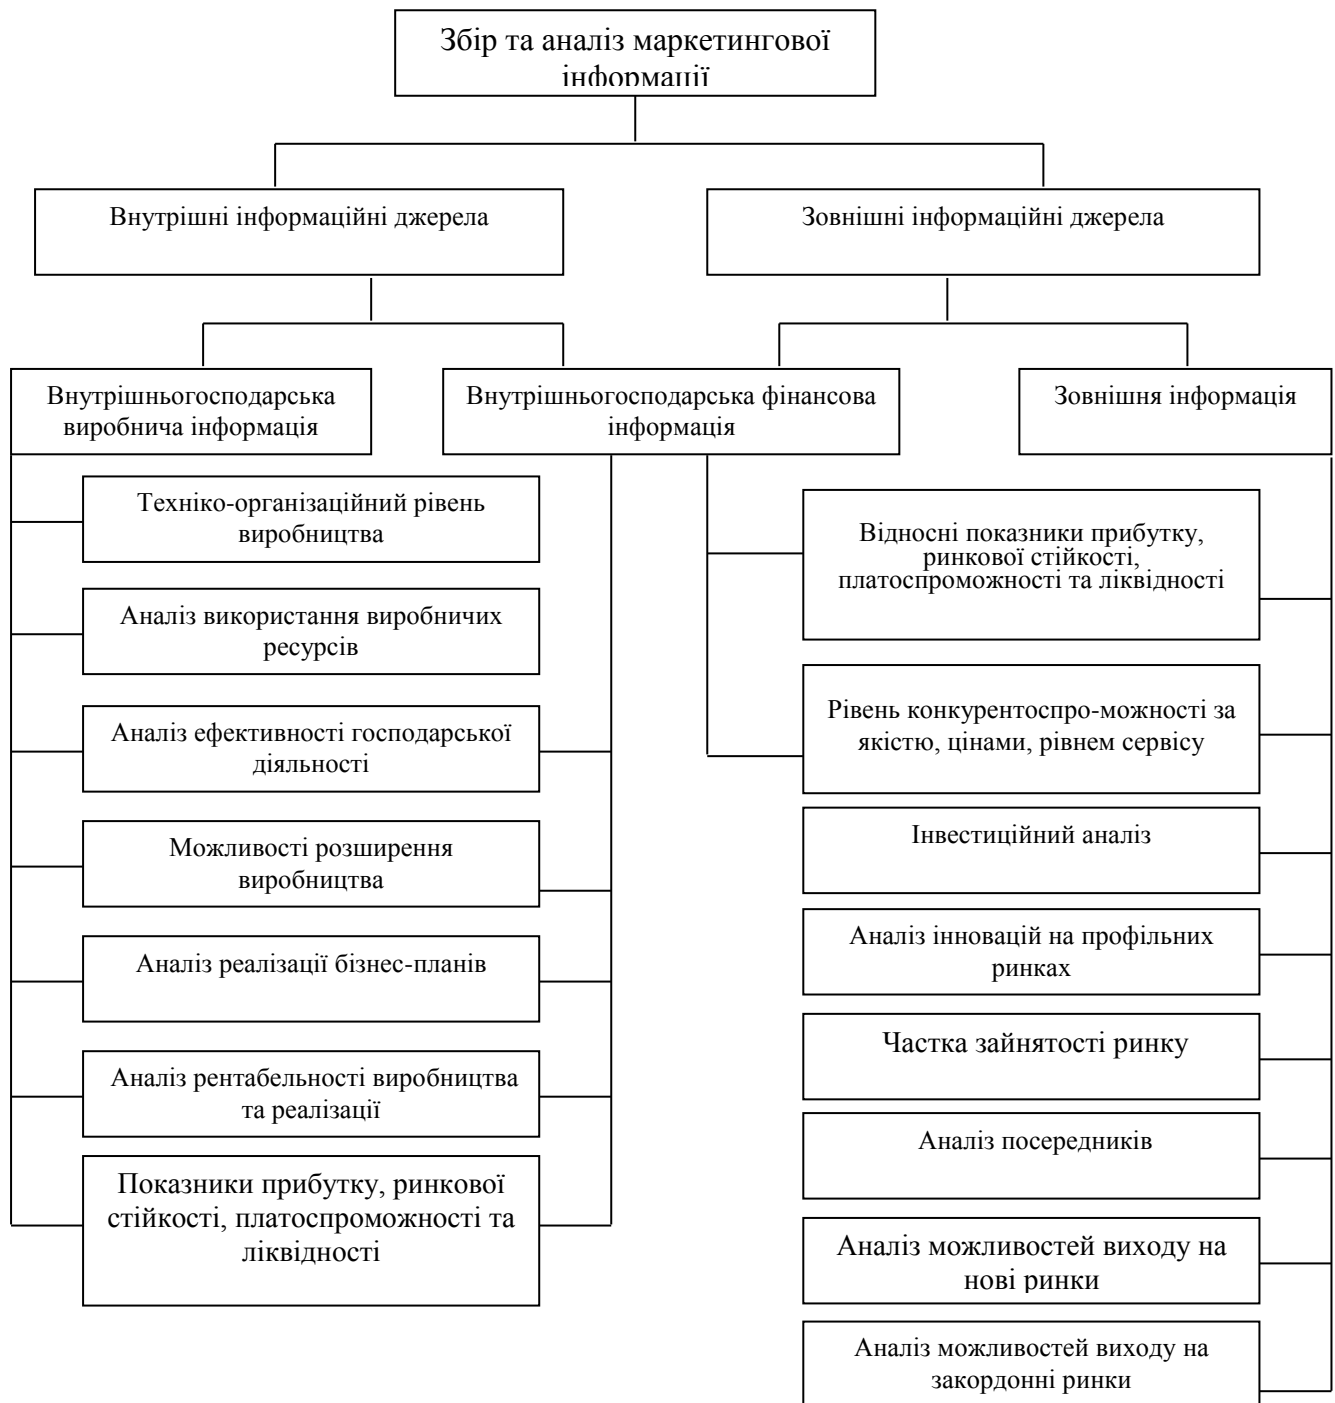 Збір та аналіз маркетингової
інформації
Внутрішні інформаційні джерела
Зовнішні інформаційні джерела
Внутрішньогосподарська
виробнича інформація
Внутрішньогосподарська фінансова
інформація
Зовнішня інформація
Техніко-організаційний рівень
виробництва
Аналіз використання виробничих
ресурсів
Аналіз ефективності господарської
діяльності
Можливості розширення
виробництва
Аналіз реалізації бізнес-планів
Аналіз рентабельності виробництва
та реалізації
Показники прибутку, ринкової
стійкості, платоспроможності та
ліквідності
Відносні показники прибутку,
ринкової стійкості,
платоспроможності та ліквідності
Рівень конкурентоспро-можності за
якістю, цінами, рівнем сервісу
Інвестиційний аналіз
Аналіз інновацій на профільних
ринках
Частка зайнятості ринку
Аналіз посередників
Аналіз можливостей виходу на
нові ринки
Аналіз можливостей виходу на
закордонні ринки